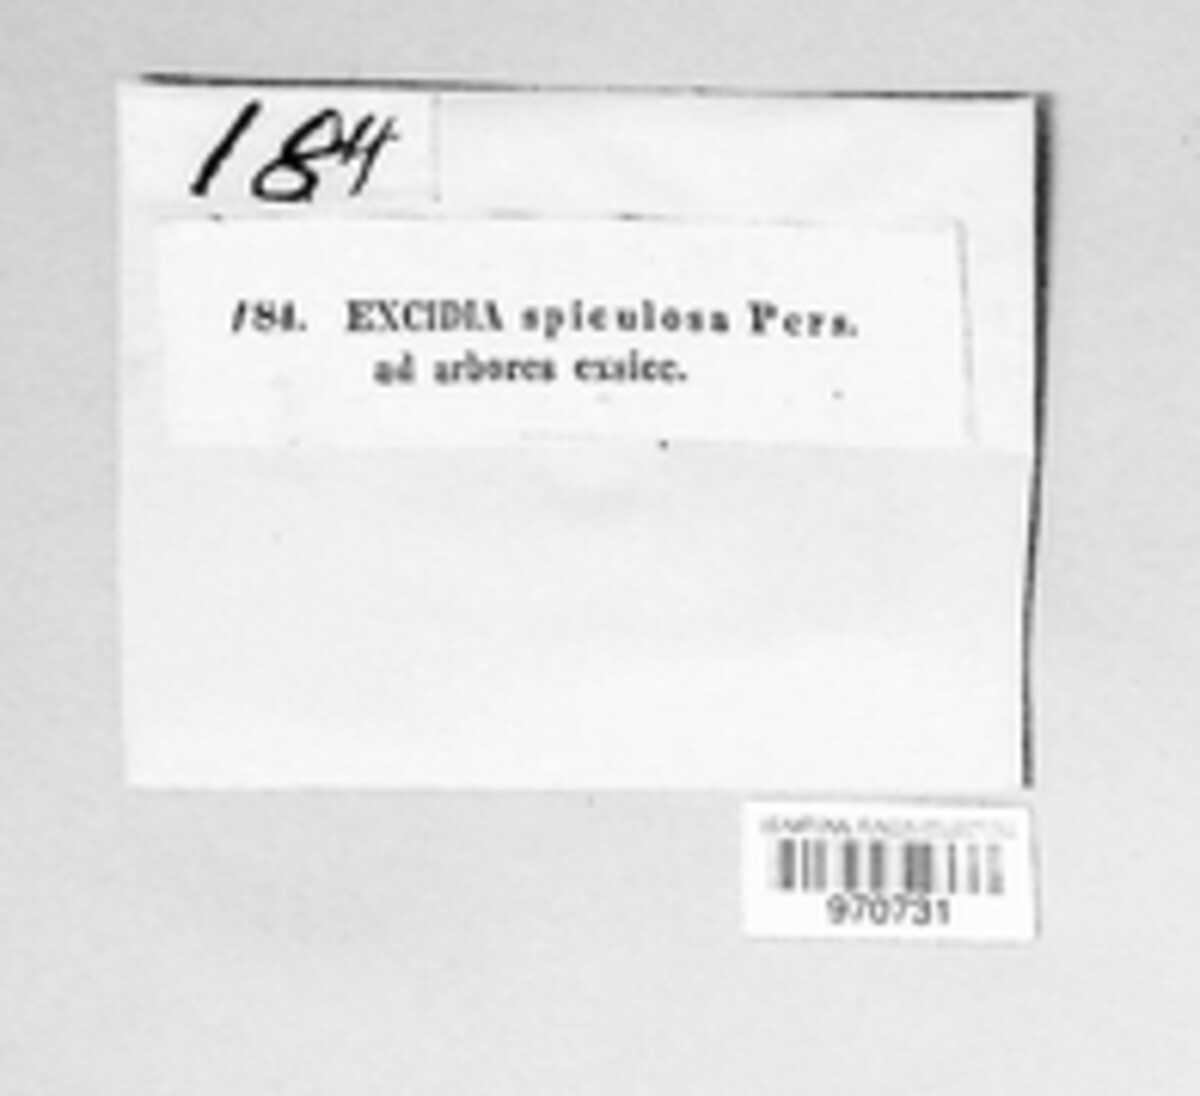 184
184. EXCIDIA spiculosa Pers.
ad arbores exsicc.
970731